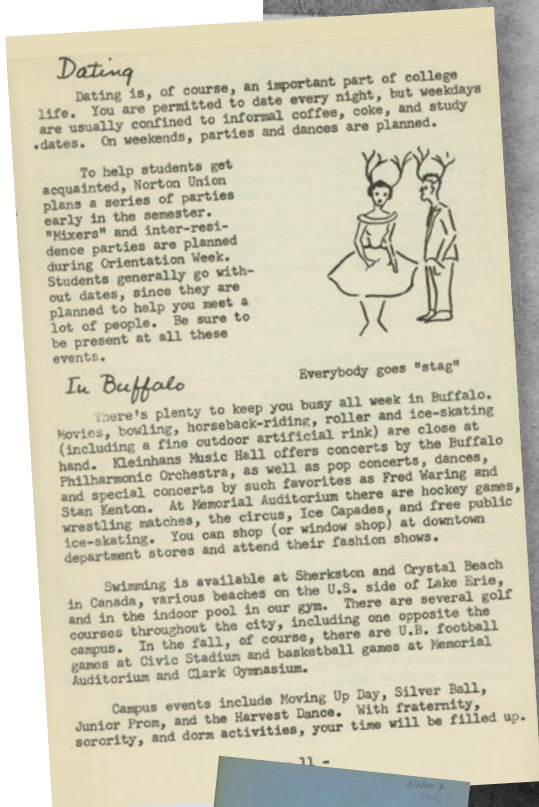 Dating
Dating is, of course, an important part of college
life. You are permitted to date every night, but weekdays
are usually confined to informal coffee, coke, and study
.dates. On weekends, parties and dances are planned.
To help students get
acquainted, Norton Union
plans a series of parties
early in the semester.
"Mixers" and inter-resi-
dence parties are planned
during Orientation Week.
Students generally go with-
out dates, since they are
planned to help you meet a
lot of people. Be sure to
be present at all these
events.
Everybody goes "stag"
In Buffalo
There's plenty to keep you busy all week in Buffalo.
Movies, bowling, horseback-riding, roller and ice-skating
(including a fine outdoor artificial rink) are close at
hand. Kleinhans Music Hall offers concerts by the Buffalo
Philharmonic Orchestra, as well as pop concerts, dances,
and special concerts by such favorites as Fred Waring and
Stan Kenton. At Memorial Auditorium there are hockey games,
wrestling matches, the circus, Ice Capades, and free public
ice-skating. You can shop (or window shop) at downtown
department stores and attend their fashion shows.
Swimming is available at Sherkston and Crystal Beach
in Canada, various beaches on the U.S. side of Lake Erie,
and in the indoor pool in our gym. There are several golf
courses throughout the city, including one opposite the
campus. In the fall, of course, there are U.B. football
games at Civic Stadium and basketball games at Memorial
Auditorium and Clark Gymnasium.
Campus events include Moving Up Day, Silver Ball,
Junior Prom, and the Harvest Dance. With fraternity,
sorority, and dorm activities, your time will be filled up.
11 -